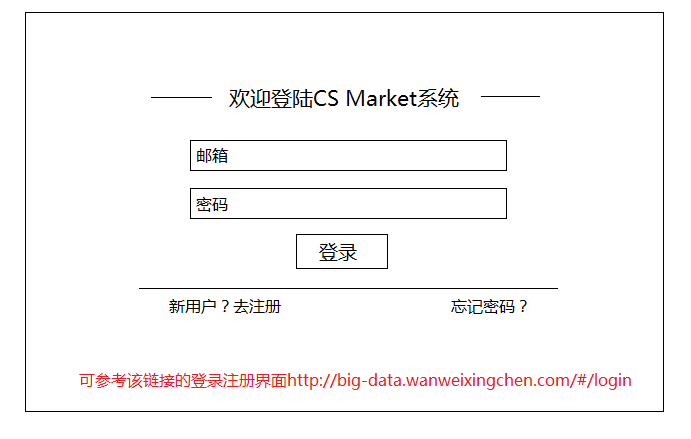 欢迎登陆CS Market系统
邮箱
密码
登录
新用户？去注册 忘记密码？
可参考该链接的登录注册界面http://big-data.wanweixingchen.com/#/login